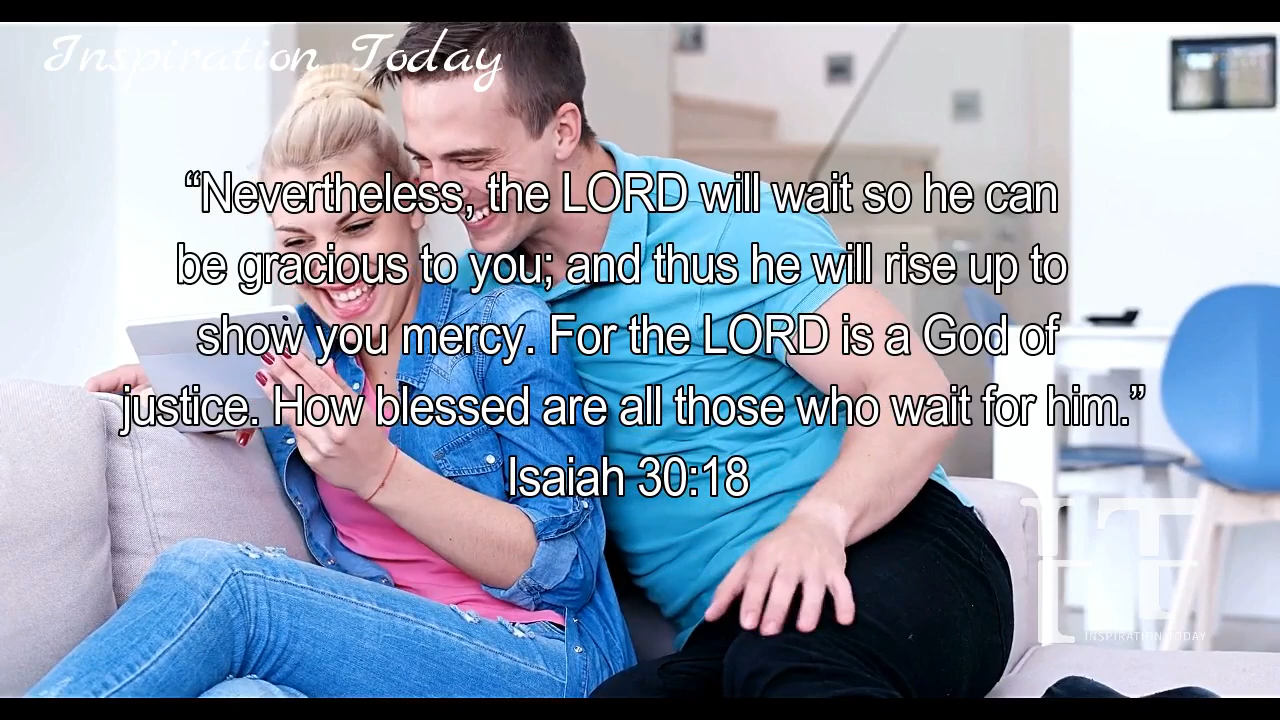 Inspiration Today
“Nevertheless, the LORD will wait so he can
be gracious to you; and thus he will rise up to
show you mercy. For the LORD is a God of
justice. How blessed are all those who wait for him.”
Isaiah 30:18
IT
INSPIRATION TODAY